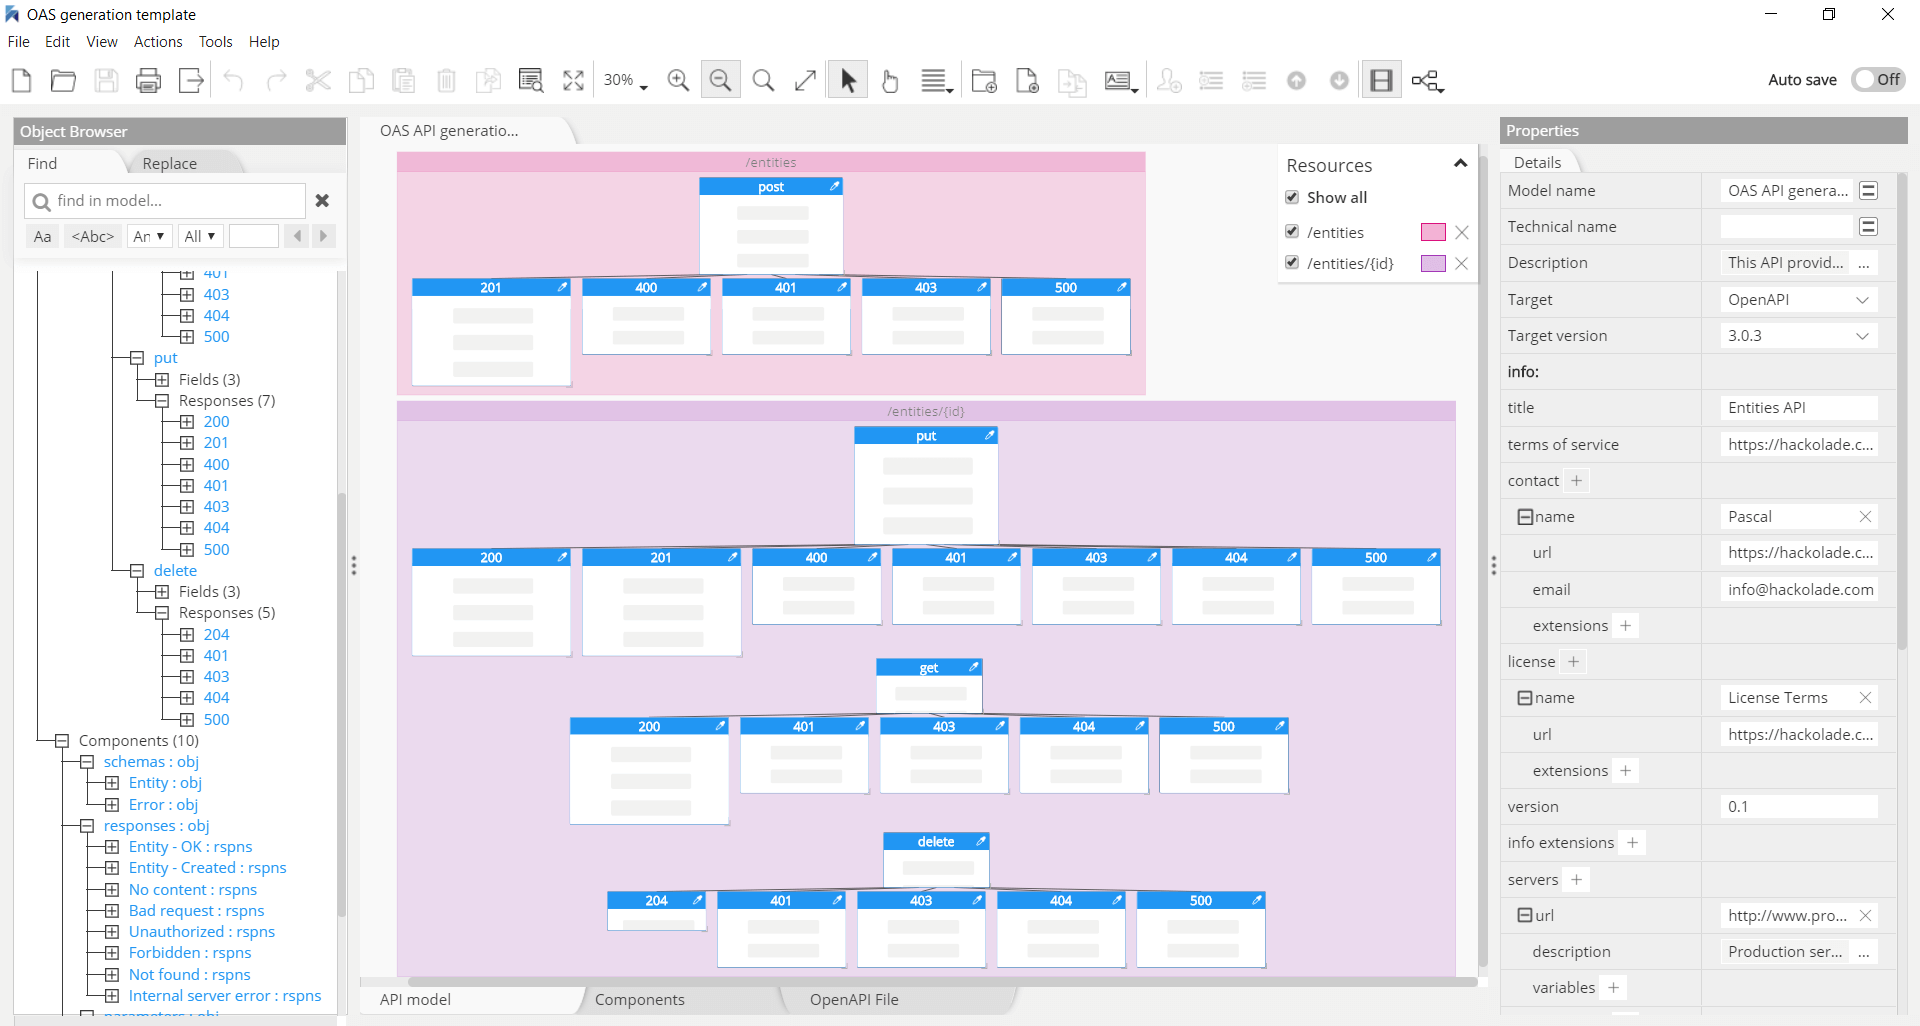 OAS generation template
File Edit View Actions Tools Help
30%
Auto save Off
Object Browser
Find Replace
find in model...
Aa <Abc> An ▼ All ▼
401
403
404
500
put
Fields (3)
Responses (7)
200
201
400
401
403
404
500
delete
Fields (3)
Responses (5)
204
401
403
404
500
Components (10)
schemas : obj
Entity : obj
Error : obj
responses : obj
Entity - OK : rspns
Entity - Created : rspns
No content : rspns
Bad request : rspns
Unauthorized : rspns
Forbidden : rspns
Not found : rspns
Internal server error : rspns
parameters : obj
OAS API generatio...
/entities
post
201 400 401 403 500
/entities/{id}
put
200 201 400 401 403 404 500
get
200 401 403 404 500
delete
204 401 403 404 500
Resources
Show all
/entities
/entities/{id}
API model Components OpenAPI File
Properties
Details
Model name OAS API genera...
Technical name
Description This API provid... ...
Target OpenAPI
Target version 3.0.3
info:
title Entities API
terms of service https://hackolade.c...
contact +
name Pascal
url https://hackolade.c...
email info@hackolade.com
extensions +
license +
name License Terms
url https://hackolade.c...
extensions +
version 0.1
info extensions +
servers +
url http://www.pro...
description Production ser... ...
variables +